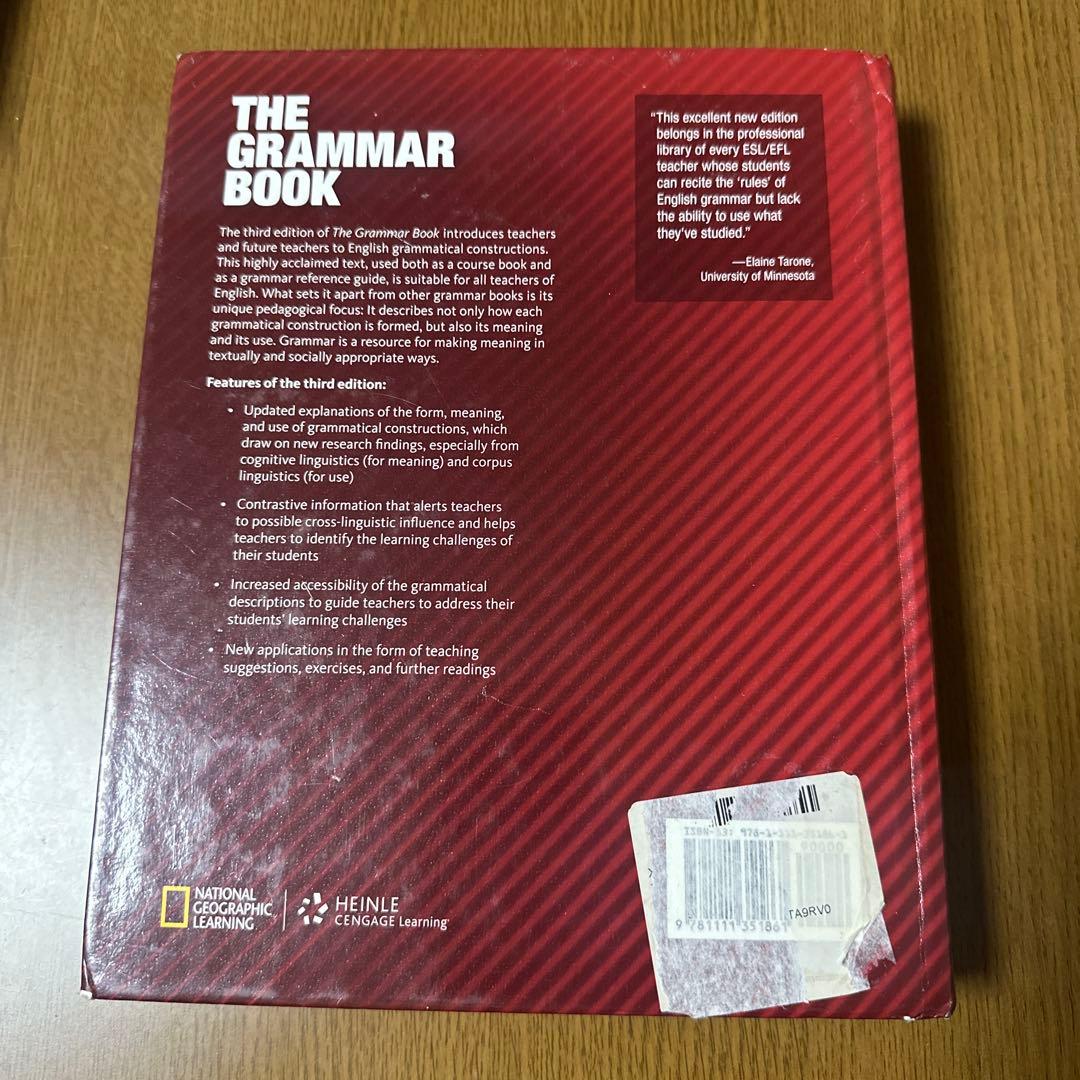 THE
GRAMMAR
BOOK
The third edition of The Grammar Book introduces teachers
and future teachers to English grammatical constructions.
This highly acclaimed text, used both as a course book and
as a grammar reference guide, is suitable for all teachers of
English. What sets it apart from other grammar books is its
unique pedagogical focus: It describes not only how each
grammatical construction is formed, but also its meaning
and its use. Grammar is a resource for making meaning in
textually and socially appropriate ways.
Features of the third edition:
• Updated explanations of the form, meaning,
and use of grammatical constructions, which
draw on new research findings, especially from
cognitive linguistics (for meaning) and corpus
linguistics (for use)
• Contrastive information that alerts teachers
to possible cross-linguistic influence and helps
teachers to identify the learning challenges of
their students
• Increased accessibility of the grammatical
descriptions to guide teachers to address their
students' learning challenges
• New applications in the form of teaching
suggestions, exercises, and further readings
"This excellent new edition
belongs in the professional
library of every ESL/EFL
teacher whose students
can recite the 'rules' of
English grammar but lack
the ability to use what
they've studied."
—Elaine Tarone,
University of Minnesota
NATIONAL
GEOGRAPHIC
LEARNING
HEINLE
CENGAGE Learning
ISBN-13: 978-1-111-35186-1
90000
TA9RV0
9 781111 35186